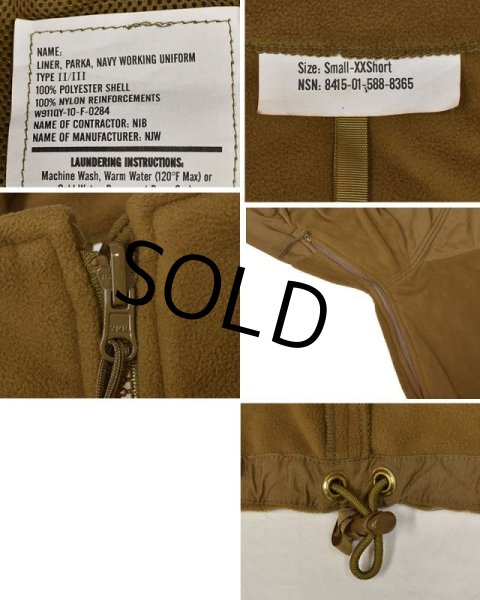 NAME:
LINER, PARKA, NAVY WORKING UNIFORM
TYPE II/III
100% POLYESTER SHELL
100% NYLON REINFORCEMENTS
W911QY-10-F-0284
NAME OF CONTRACTOR: NIB
NAME OF MANUFACTURER: NJW
LAUNDERING INSTRUCTIONS:
Machine Wash, Warm Water (120°F Max) or
Size: Small-XXShort
NSN: 8415-01-588-8365
SOLD